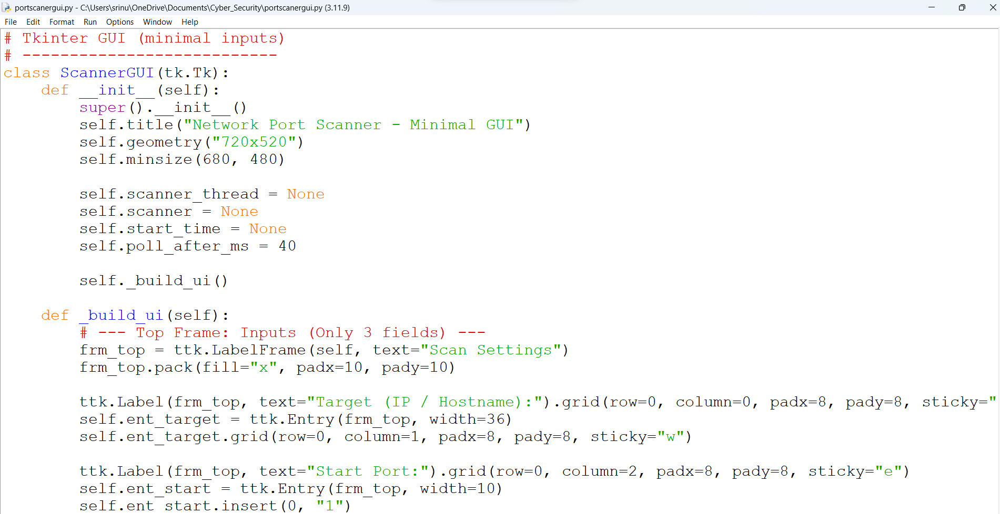 portscanergui.py - C:\Users\srinu\OneDrive\Documents\Cyber_Security\portscanergui.py (3.11.9)
File Edit Format Run Options Window Help
# Tkinter GUI (minimal inputs)
# ---------------------------
class ScannerGUI(tk.Tk):
    def __init__(self):
        super().__init__()
        self.title("Network Port Scanner - Minimal GUI")
        self.geometry("720x520")
        self.minsize(680, 480)

        self.scanner_thread = None
        self.scanner = None
        self.start_time = None
        self.poll_after_ms = 40

        self._build_ui()

    def _build_ui(self):
        # --- Top Frame: Inputs (Only 3 fields) ---
        frm_top = ttk.LabelFrame(self, text="Scan Settings")
        frm_top.pack(fill="x", padx=10, pady=10)

        ttk.Label(frm_top, text="Target (IP / Hostname):").grid(row=0, column=0, padx=8, pady=8, sticky="
        self.ent_target = ttk.Entry(frm_top, width=36)
        self.ent_target.grid(row=0, column=1, padx=8, pady=8, sticky="w")

        ttk.Label(frm_top, text="Start Port:").grid(row=0, column=2, padx=8, pady=8, sticky="e")
        self.ent_start = ttk.Entry(frm_top, width=10)
        self.ent_start.insert(0, "1")